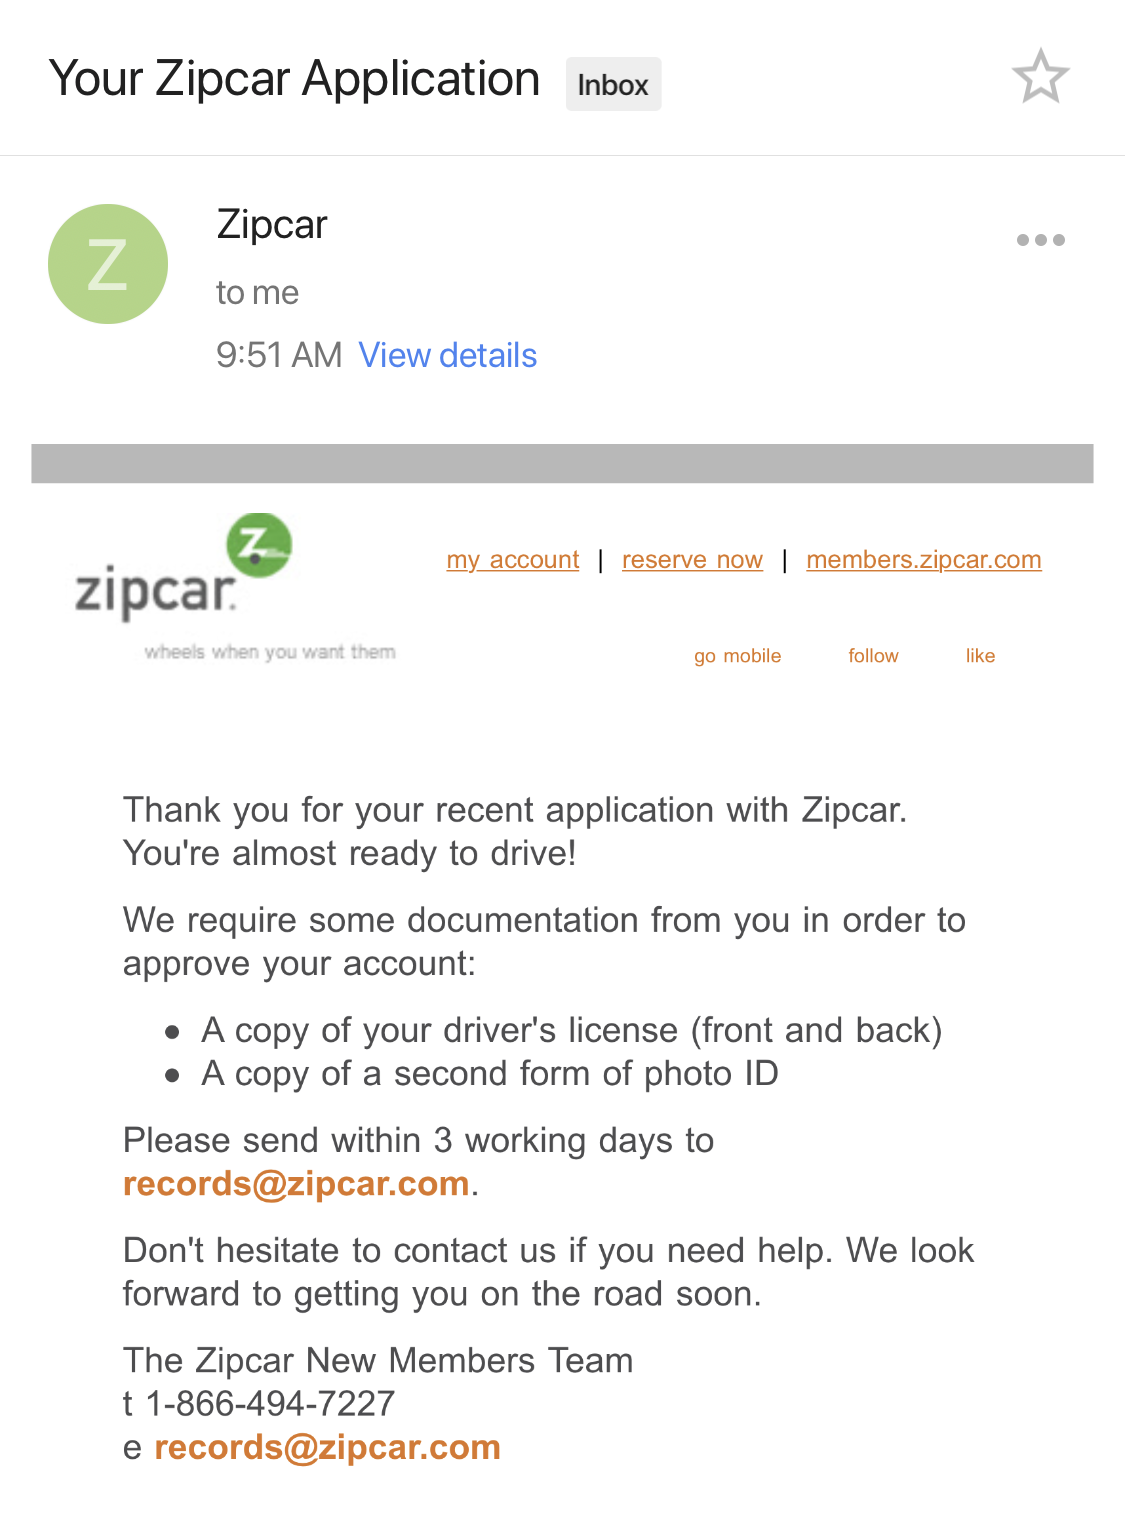 Your Zipcar Application Inbox
Z
Zipcar
to me
9:51 AM View details
Z
zipcar.
wheels when you want them
my account | reserve now | members.zipcar.com
go mobile follow like
Thank you for your recent application with Zipcar.
You're almost ready to drive!
We require some documentation from you in order to
approve your account:
• A copy of your driver's license (front and back)
• A copy of a second form of photo ID
Please send within 3 working days to
records@zipcar.com.
Don't hesitate to contact us if you need help. We look
forward to getting you on the road soon.
The Zipcar New Members Team
t 1-866-494-7227
e records@zipcar.com